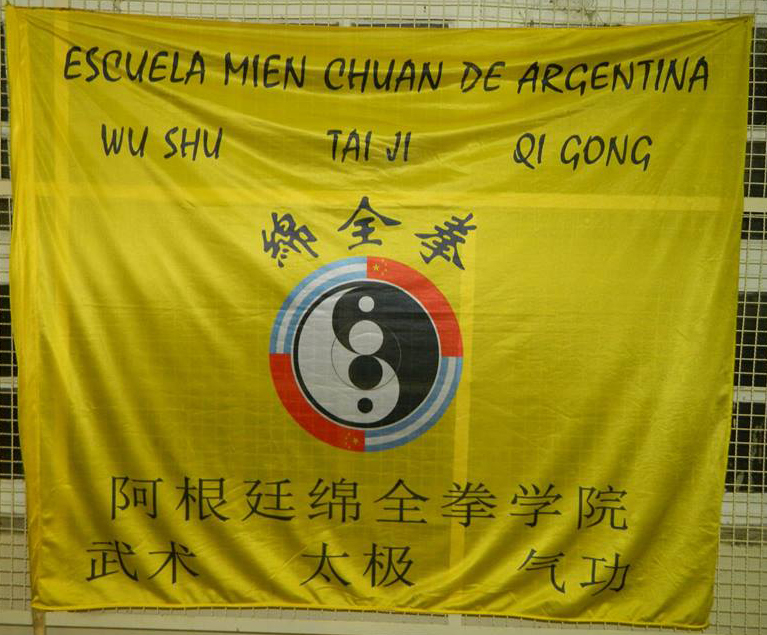 ESCUELA MIEN CHUAN DE ARGENTINA
WU SHU TAI JI QI GONG
绵全拳
阿根廷绵全拳学院
武术 太极 气功